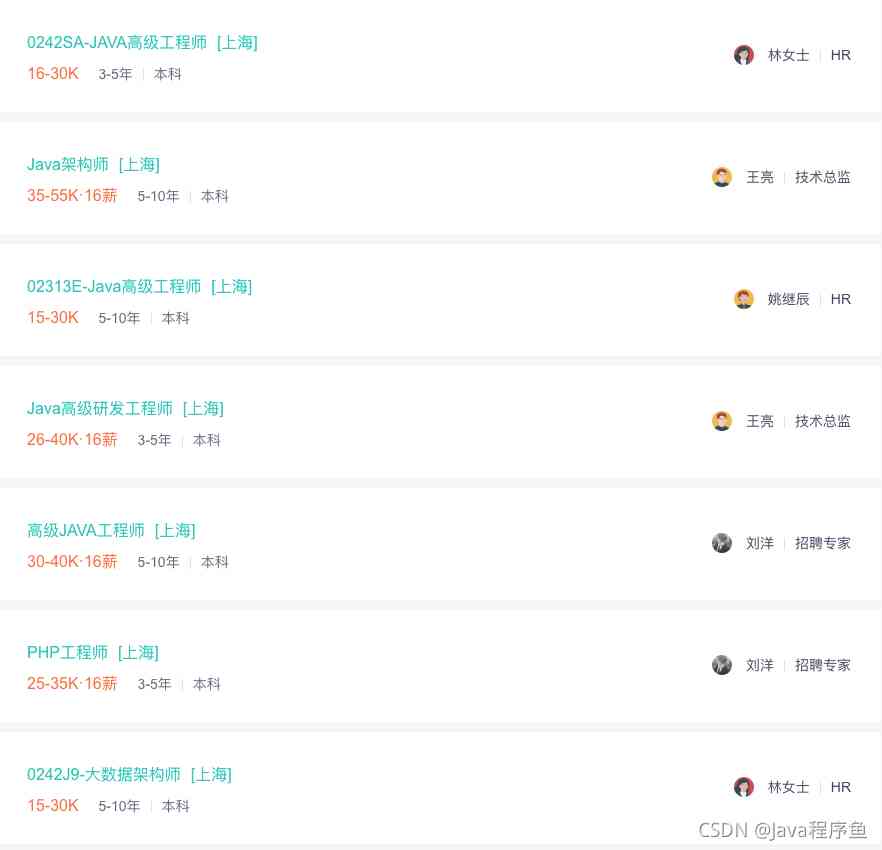 0242SA-JAVA高级工程师 [上海]
林女士 | HR
16-30K 3-5年 | 本科
Java架构师 [上海]
王亮 | 技术总监
35-55K·16薪 5-10年 | 本科
02313E-Java高级工程师 [上海]
姚继辰 | HR
15-30K 5-10年 | 本科
Java高级研发工程师 [上海]
王亮 | 技术总监
26-40K·16薪 3-5年 | 本科
高级JAVA工程师 [上海]
刘洋 | 招聘专家
30-40K·16薪 5-10年 | 本科
PHP工程师 [上海]
刘洋 | 招聘专家
25-35K·16薪 3-5年 | 本科
0242J9-大数据架构师 [上海]
林女士 | HR
15-30K 5-10年 | 本科
CSDN @Java程序鱼